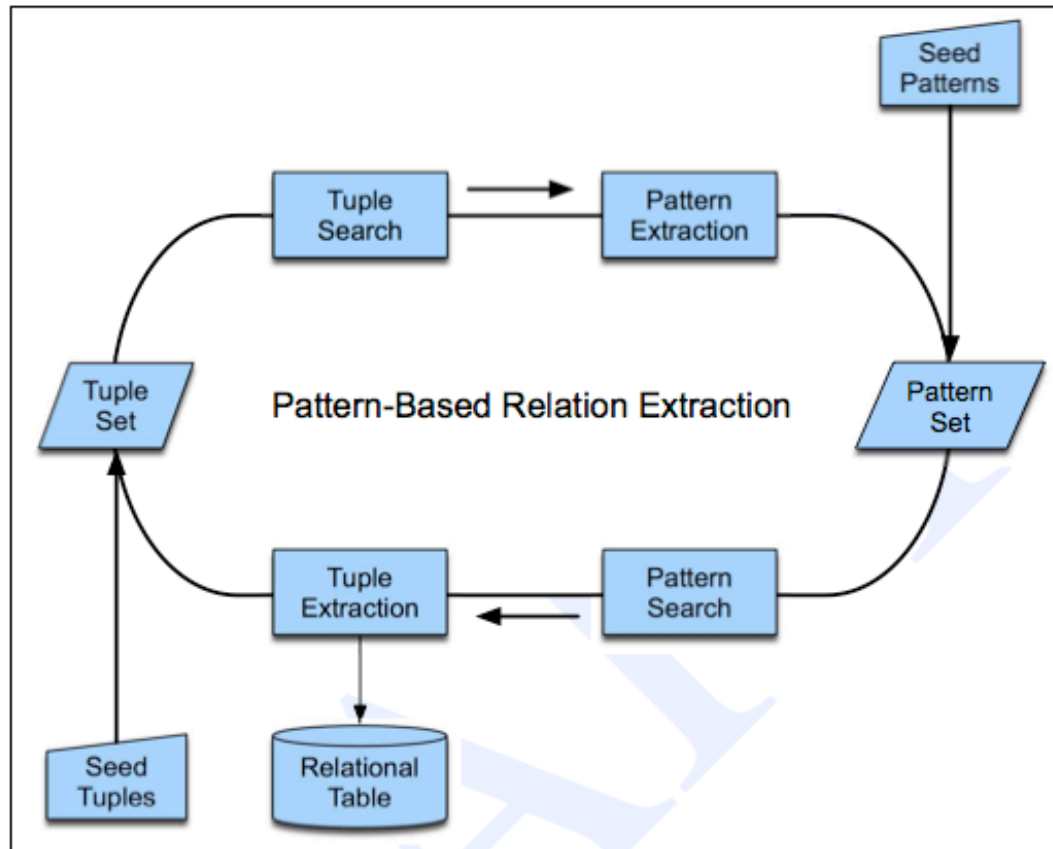 Seed
Patterns
Tuple
Search
Pattern
Extraction
Tuple
Set
Pattern-Based Relation Extraction
Pattern
Set
Tuple
Extraction
Pattern
Search
Seed
Tuples
Relational
Table